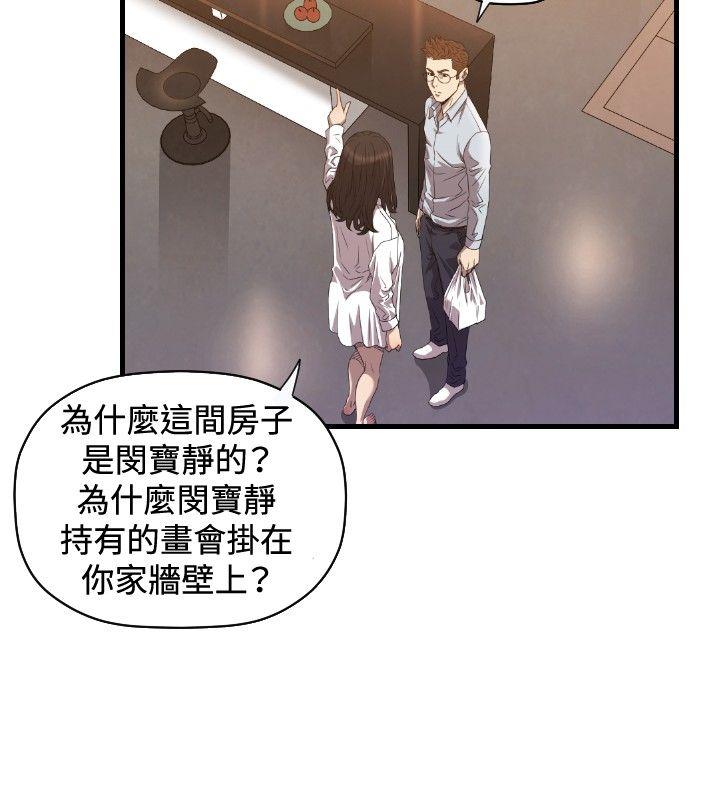 為什麼這間房子
是閔寶靜的？
為什麼閔寶靜
持有的畫會掛在
你家牆壁上？